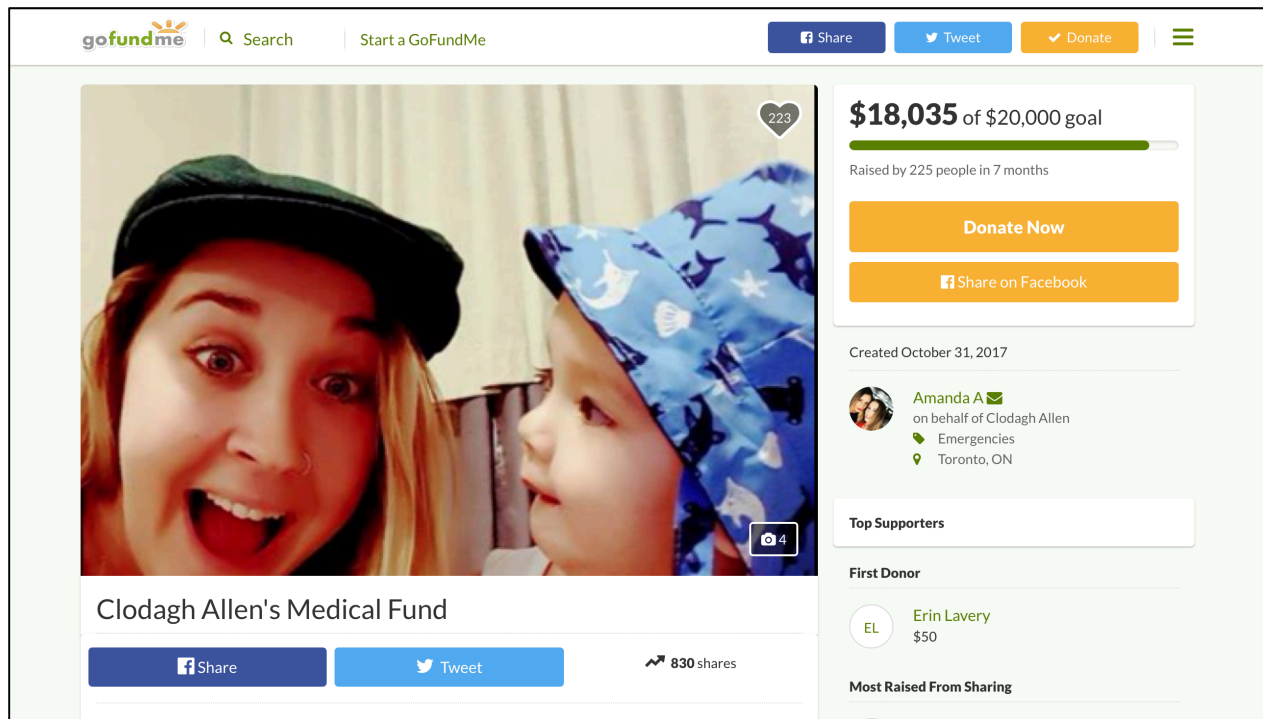 gofundme
Search
Start a GoFundMe
Share
Tweet
Donate
223
4
Clodagh Allen's Medical Fund
Share
Tweet
830 shares
$18,035 of $20,000 goal
Raised by 225 people in 7 months
Donate Now
Share on Facebook
Created October 31, 2017
Amanda A
on behalf of Clodagh Allen
Emergencies
Toronto, ON
Top Supporters
First Donor
EL
Erin Lavery
$50
Most Raised From Sharing